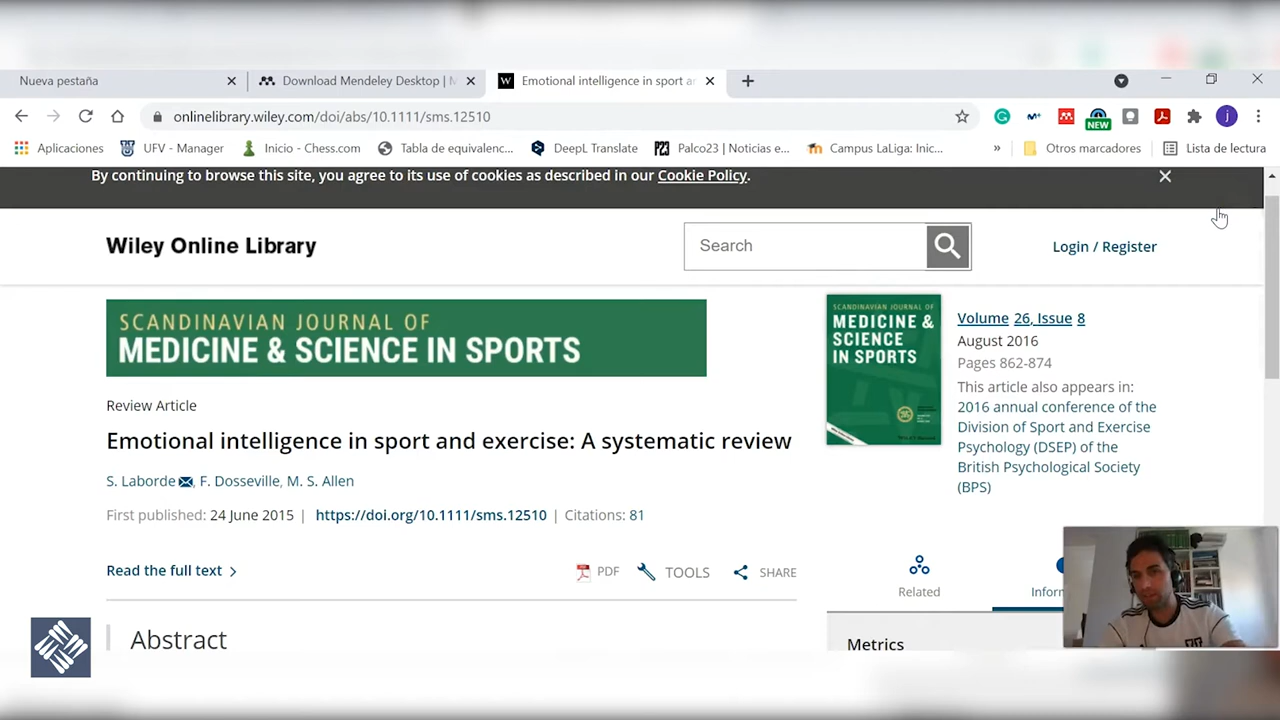 Nueva pestaña
Download Mendeley Desktop | M
Emotional intelligence in sport ar
onlinelibrary.wiley.com/doi/abs/10.1111/sms.12510
NEW
j
Aplicaciones
UFV - Manager
Inicio - Chess.com
Tabla de equivalenc...
DeepL Translate
Palco23 | Noticias e...
Campus LaLiga: Inic...
»
Otros marcadores
Lista de lectura
By continuing to browse this site, you agree to its use of cookies as described in our Cookie Policy.
Wiley Online Library
Search
Login / Register
SCANDINAVIAN JOURNAL OF
MEDICINE & SCIENCE IN SPORTS
SCANDINAVIAN JOURNAL OF
MEDICINE &
SCIENCE
IN SPORTS
Volume 26, Issue 8
August 2016
Pages 862-874
This article also appears in:
2016 annual conference of the
Division of Sport and Exercise
Psychology (DSEP) of the
British Psychological Society
(BPS)
Review Article
Emotional intelligence in sport and exercise: A systematic review
S. Laborde, F. Dosseville, M. S. Allen
First published: 24 June 2015 | https://doi.org/10.1111/sms.12510 | Citations: 81
Read the full text
PDF
TOOLS
SHARE
Related
Inform
Abstract
Metrics